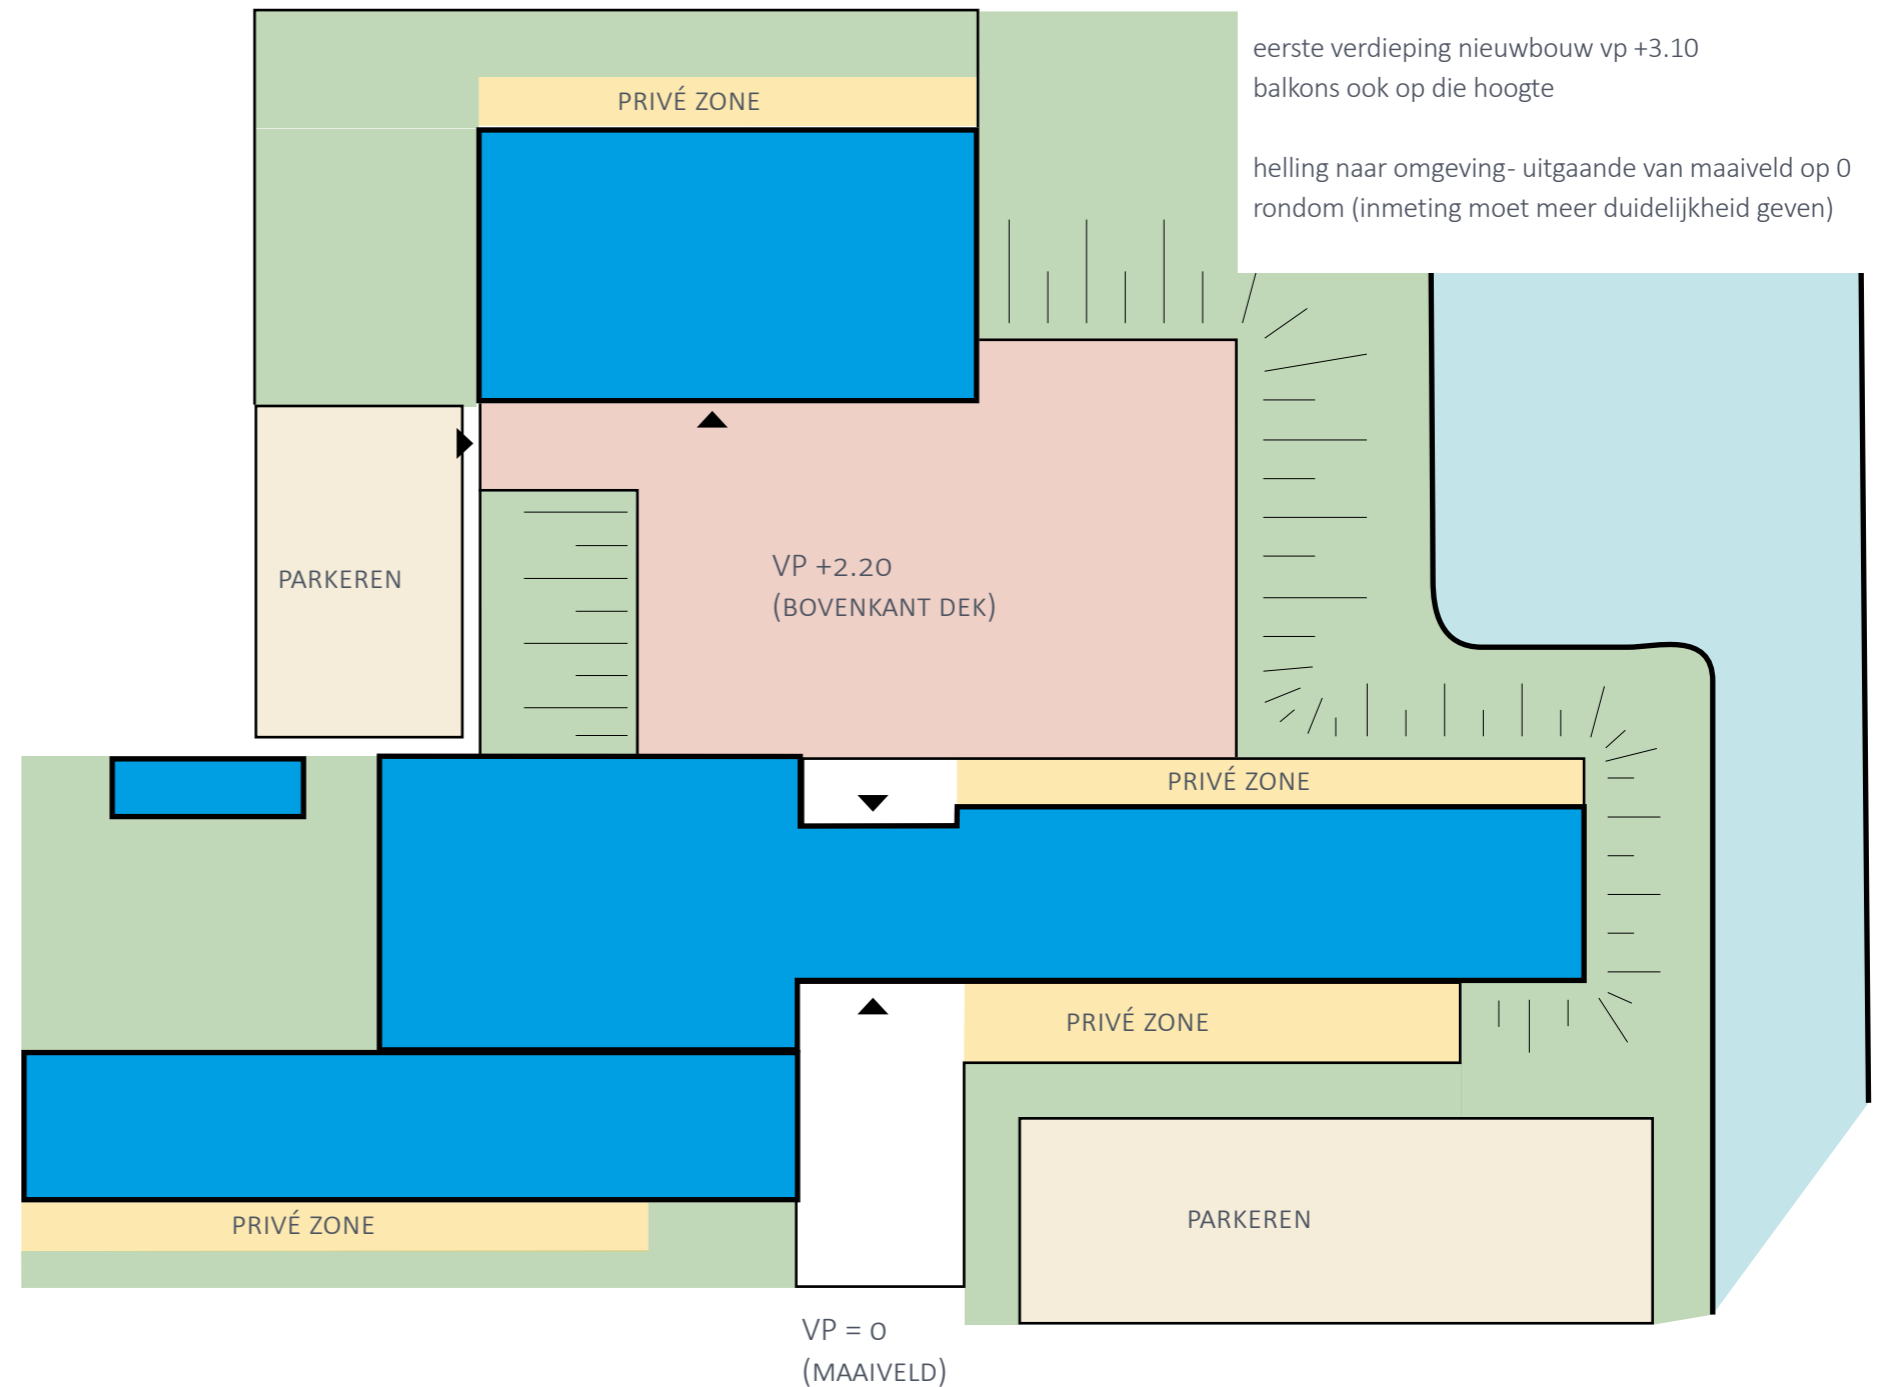 eerste verdieping nieuwbouw vp +3.10
balkons ook op die hoogte
helling naar omgeving- uitgaande van maaiveld op 0
rondom (inmeting moet meer duidelijkheid geven)
PRIVÉ ZONE
VP +2.20
(BOVENKANT DEK)
PARKEREN
PRIVÉ ZONE
PRIVÉ ZONE
PRIVÉ ZONE
PARKEREN
VP = 0
(MAAIVELD)